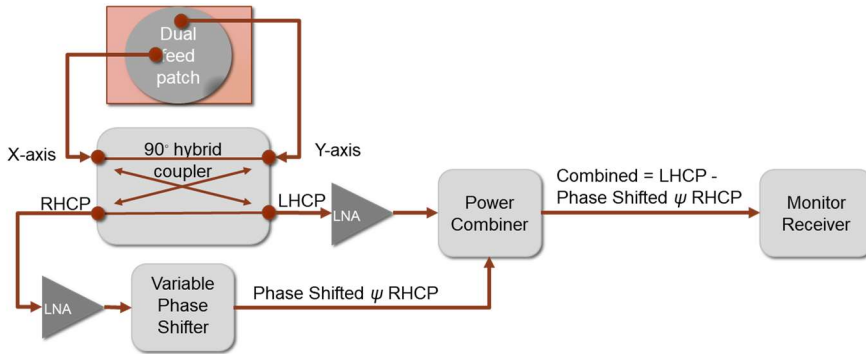 Dual
feed
patch
X-axis
90° hybrid
coupler
Y-axis
RHCP
LHCP
LNA
Power
Combiner
Combined = LHCP -
Phase Shifted ψ RHCP
Monitor
Receiver
LNA
Variable
Phase
Shifter
Phase Shifted ψ RHCP